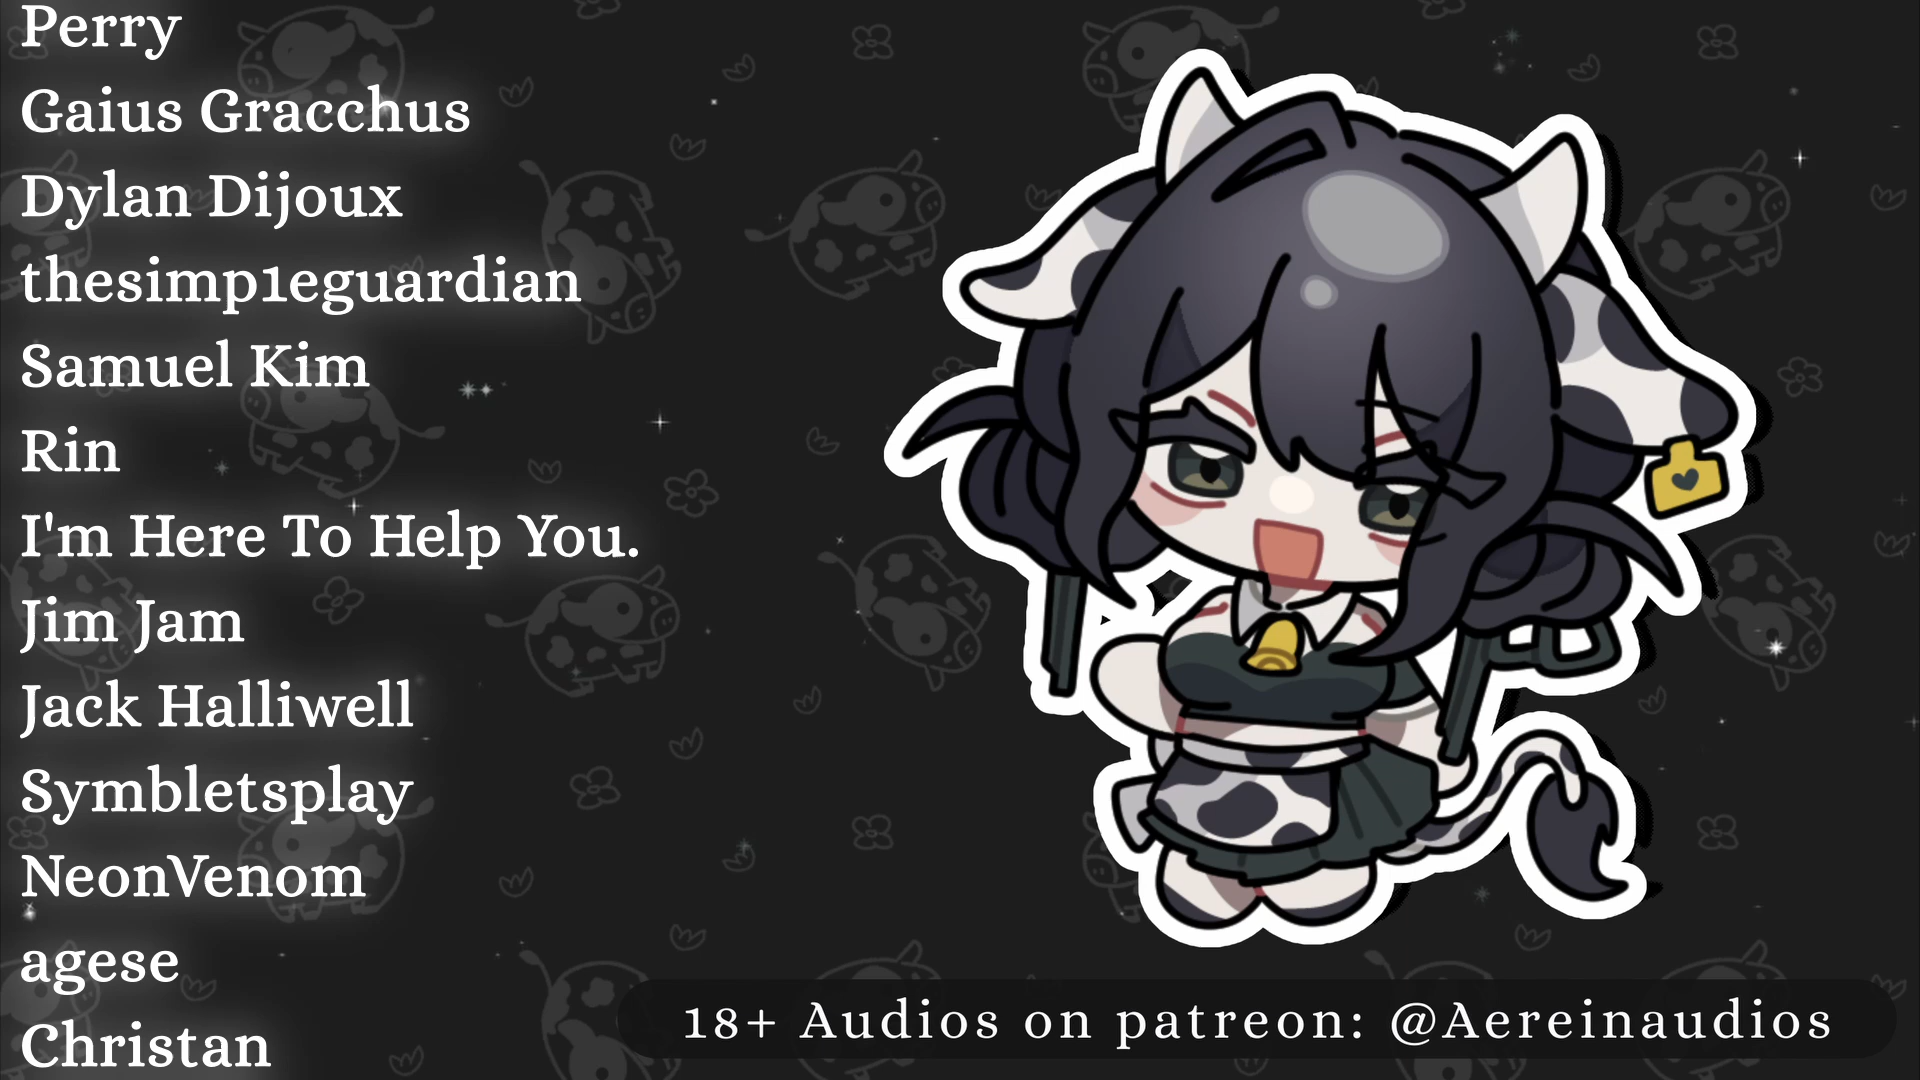 Perry
Gaius Gracchus
Dylan Dijoux
thesimp1eguardian
Samuel Kim
Rin
I'm Here To Help You.
Jim Jam
Jack Halliwell
Symbletsplay
NeonVenom
agese
Christan
18+ Audios on patreon: @Aereinaudios